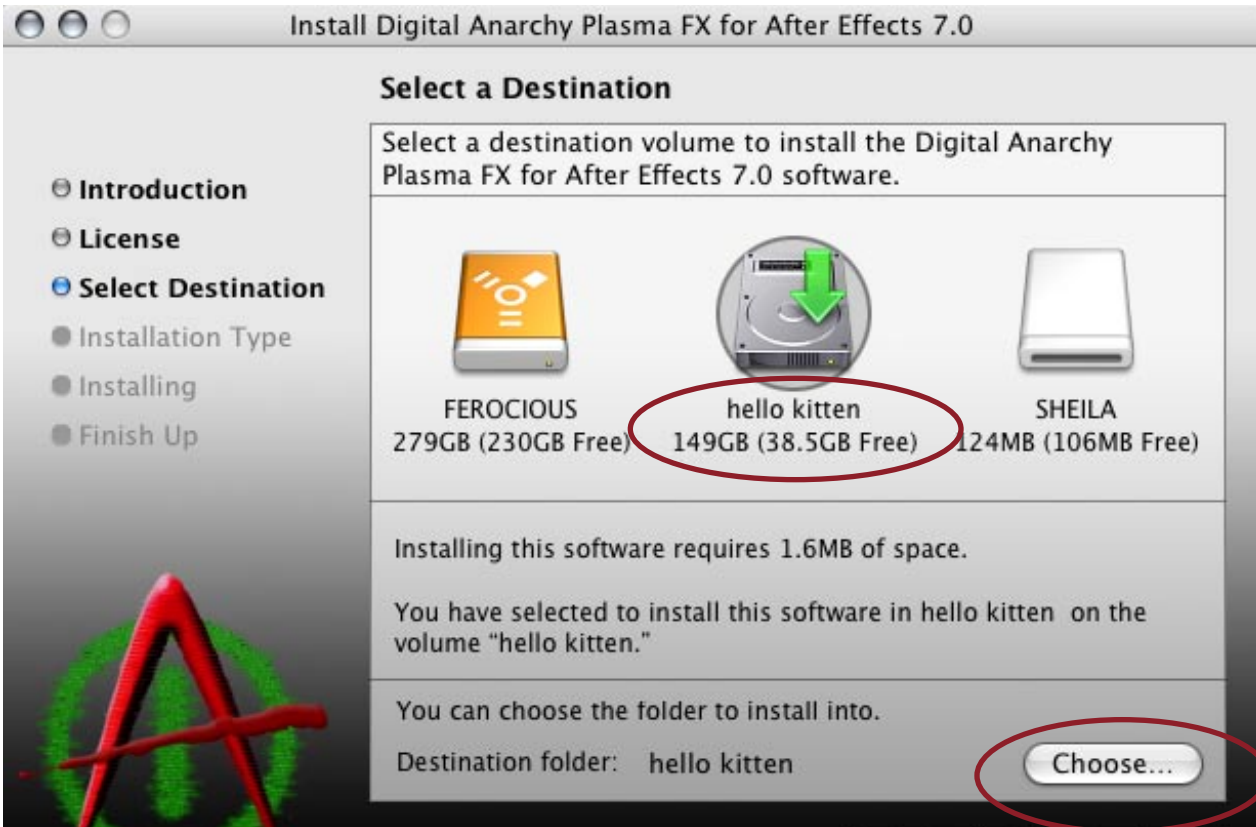 Install Digital Anarchy Plasma FX for After Effects 7.0
Select a Destination
Select a destination volume to install the Digital Anarchy
Plasma FX for After Effects 7.0 software.
Introduction
License
Select Destination
Installation Type
Installing
Finish Up
FEROCIOUS
279GB (230GB Free)
hello kitten
149GB (38.5GB Free)
SHEILA
124MB (106MB Free)
Installing this software requires 1.6MB of space.
You have selected to install this software in hello kitten on the
volume “hello kitten.”
You can choose the folder to install into.
Destination folder: hello kitten
Choose...